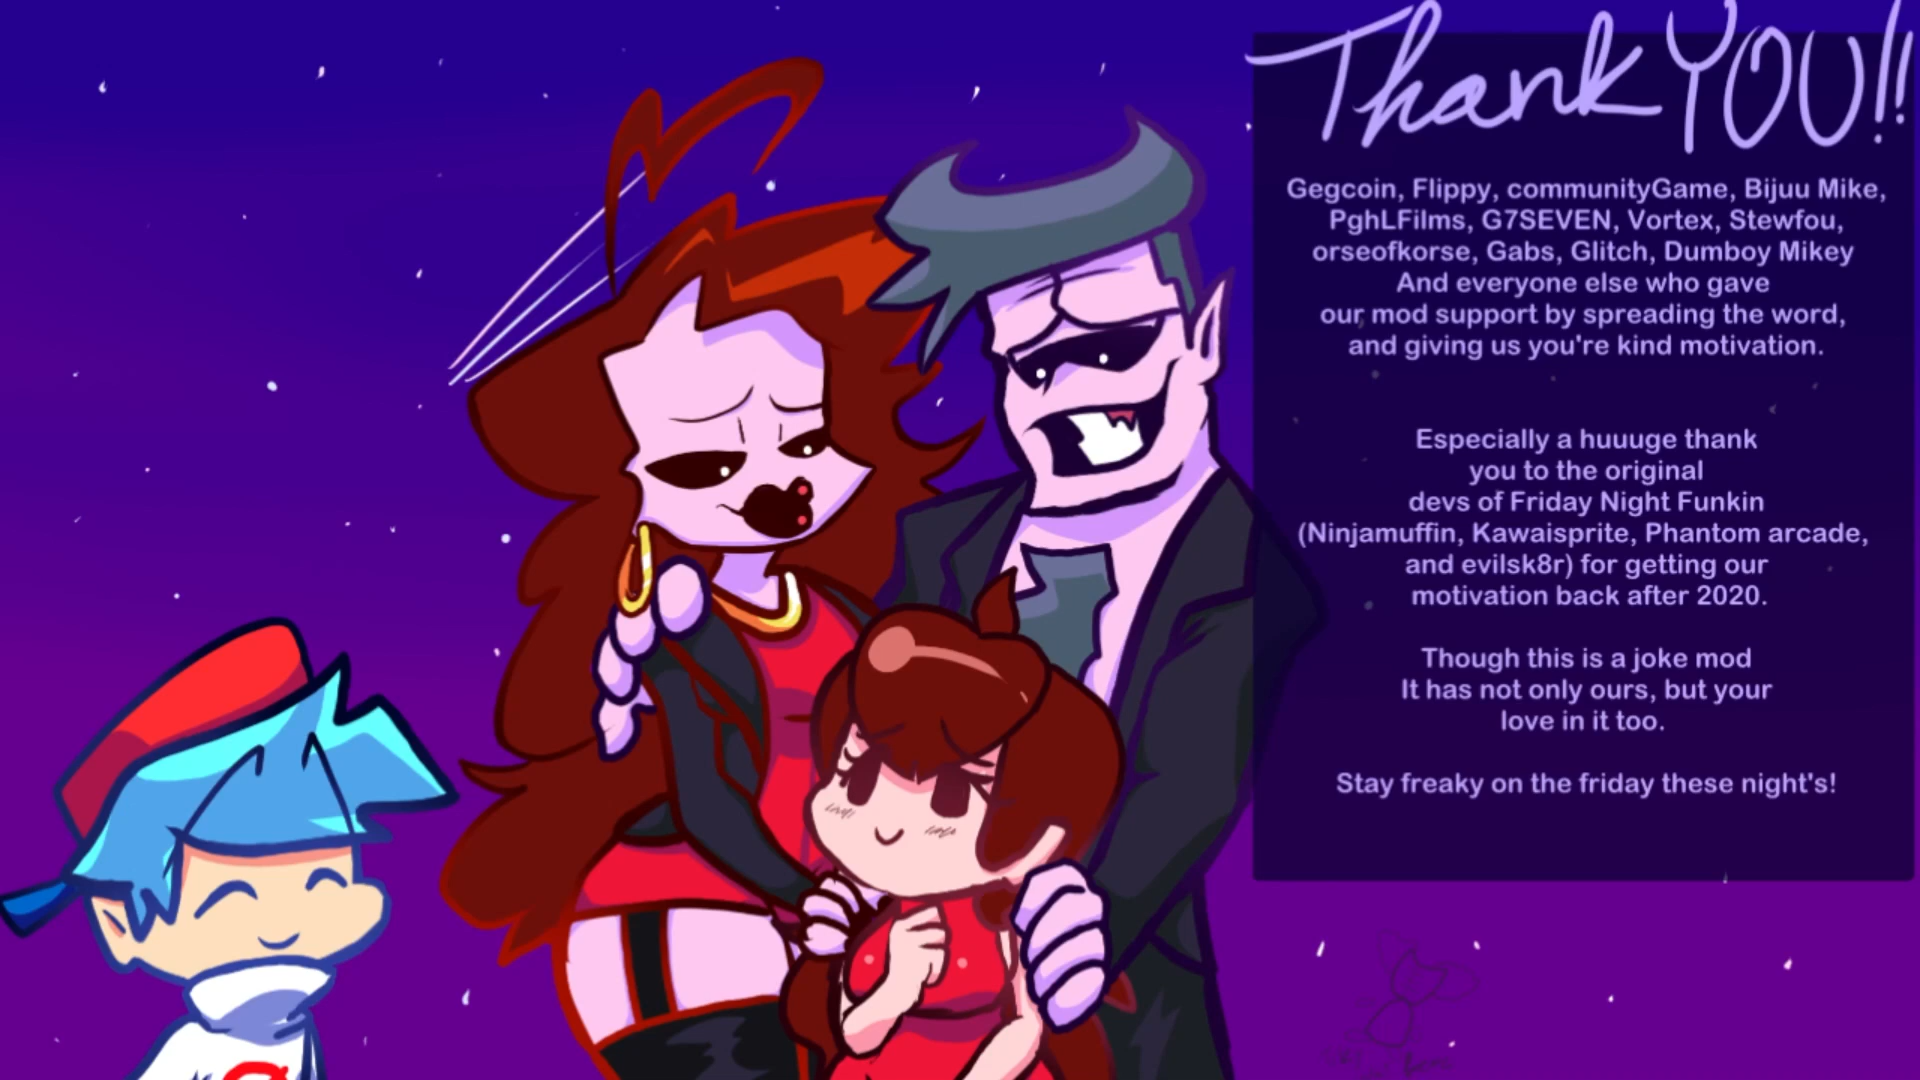 Thank YOU!!
Gegcoin, Flippy, communityGame, Bijuu Mike,
PghLFilms, G7SEVEN, Vortex, Stewfou,
orseofkorse, Gabs, Glitch, Dumboy Mikey
And everyone else who gave
our mod support by spreading the word,
and giving us you're kind motivation.
Especially a huuuge thank
you to the original
devs of Friday Night Funkin
(Ninjamuffin, Kawaisprite, Phantom arcade,
and evilsk8r) for getting our
motivation back after 2020.
Though this is a joke mod
It has not only ours, but your
love in it too.
Stay freaky on the friday these night's!